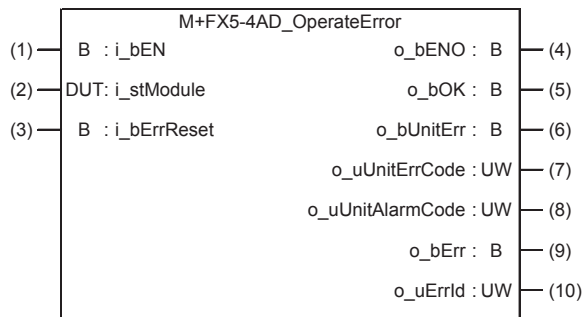 M+FX5-4AD_OperateError
(1) B : i_bEN o_bENO : B (4)
(2) DUT: i_stModule o_bOK : B (5)
(3) B : i_bErrReset o_bUnitErr : B (6)
o_uUnitErrCode : UW (7)
o_uUnitAlarmCode : UW (8)
o_bErr : B (9)
o_uErrId : UW (10)